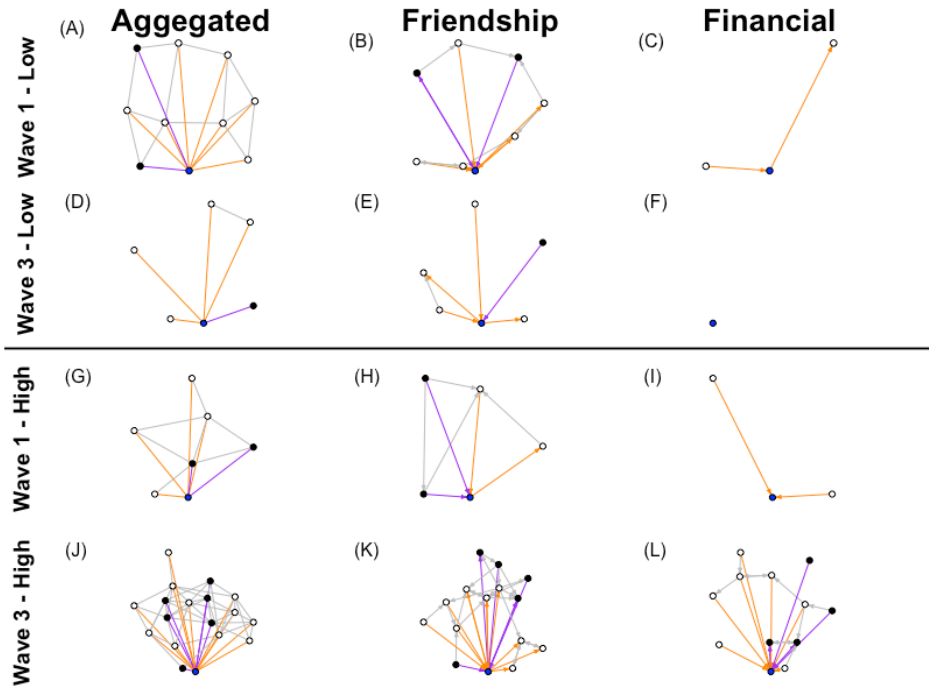 Aggegated Friendship Financial
Wave 1 - Low
(A) (B) (C)
Wave 3 - Low
(D) (E) (F)
Wave 1 - High
(G) (H) (I)
Wave 3 - High
(J) (K) (L)